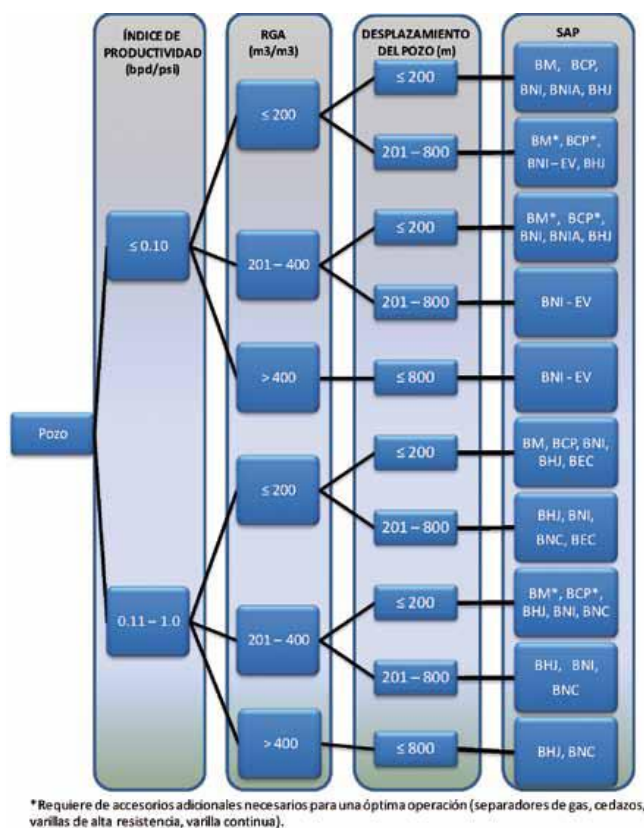 ÍNDICE DE
PRODUCTIVIDAD
(bpd/psi)
RGA
(m3/m3)
DESPLAZAMIENTO
DEL POZO (m)
SAP
Pozo
≤ 0.10
≤ 200
≤ 200
BM, BCP,
BNI, BNIA, BHJ
201 – 800
BM*, BCP*,
BNI – EV, BHJ
201 – 400
≤ 200
BM*, BCP*,
BNI, BNIA, BHJ
201 – 800
BNI - EV
> 400
≤ 800
BNI - EV
0.11 – 1.0
≤ 200
≤ 200
BM, BCP, BNI,
BHJ, BEC
201 – 800
BHJ, BNI,
BNC, BEC
201 – 400
≤ 200
BM*, BCP*,
BHJ, BNI, BNC
201 – 800
BHJ, BNI,
BNC
> 400
≤ 800
BHJ, BNC
*Requiere de accesorios adicionales necesarios para una óptima operación (separadores de gas, cedazos,
varillas de alta resistencia, varilla continua).